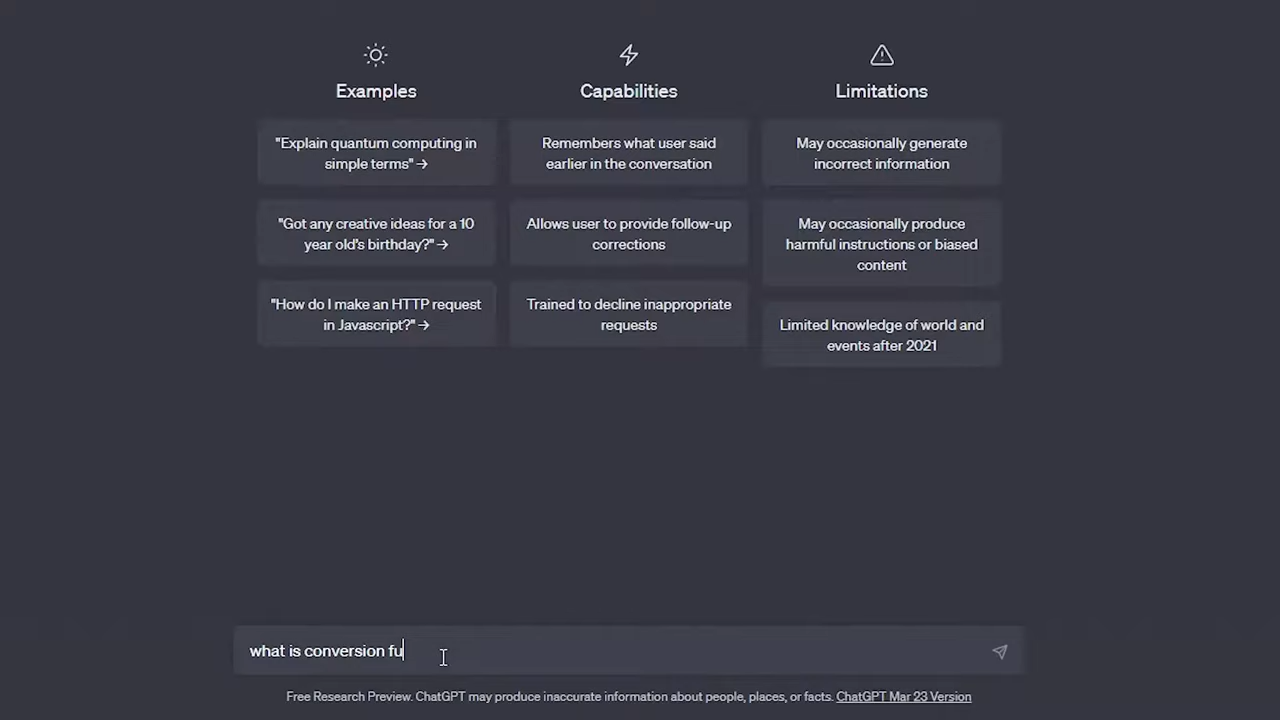 Examples
Capabilities
Limitations
"Explain quantum computing in
simple terms" →
Remembers what user said
earlier in the conversation
May occasionally generate
incorrect information
"Got any creative ideas for a 10
year old's birthday?" →
Allows user to provide follow-up
corrections
May occasionally produce
harmful instructions or biased
content
"How do I make an HTTP request
in Javascript?" →
Trained to decline inappropriate
requests
Limited knowledge of world and
events after 2021
what is conversion fu
Free Research Preview. ChatGPT may produce inaccurate information about people, places, or facts. ChatGPT Mar 23 Version